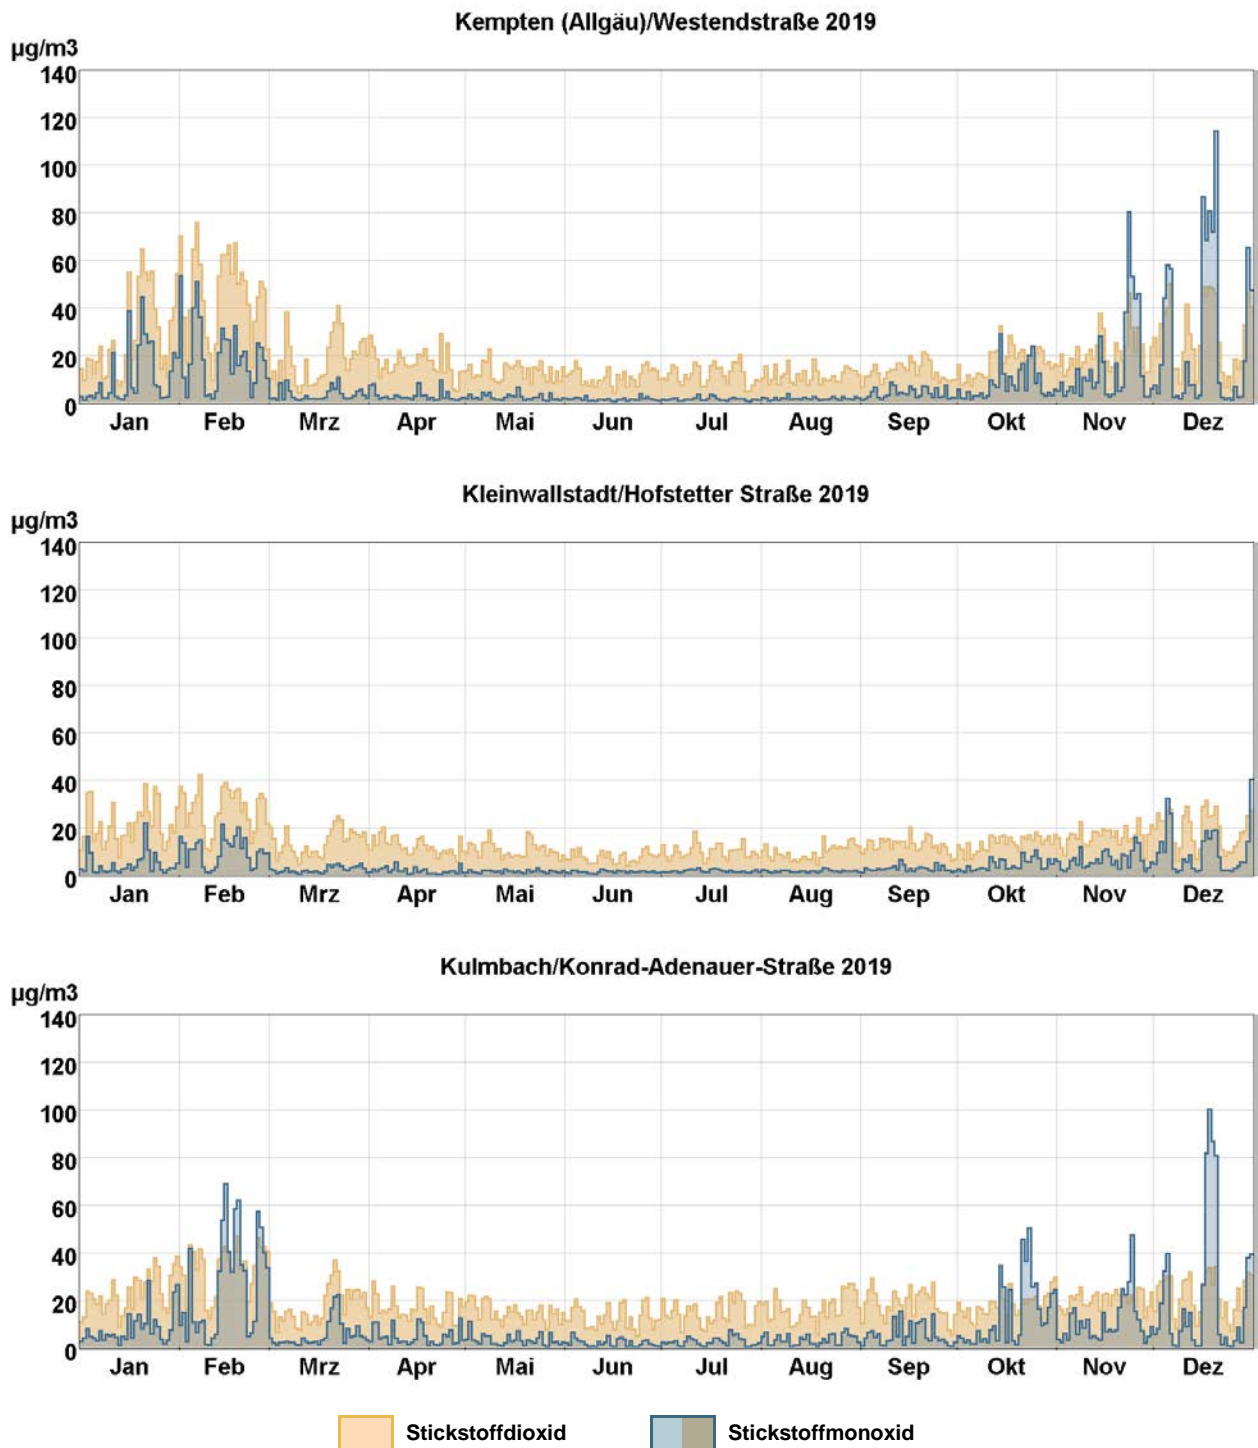 Kempten (Allgäu)/Westendstraße 2019
µg/m3
140
120
100
80
60
40
20
0
Jan Feb Mrz Apr Mai Jun Jul Aug Sep Okt Nov Dez
Kleinwallstadt/Hofstetter Straße 2019
µg/m3
140
120
100
80
60
40
20
0
Jan Feb Mrz Apr Mai Jun Jul Aug Sep Okt Nov Dez
Kulmbach/Konrad-Adenauer-Straße 2019
µg/m3
140
120
100
80
60
40
20
0
Jan Feb Mrz Apr Mai Jun Jul Aug Sep Okt Nov Dez
Stickstoffdioxid Stickstoffmonoxid